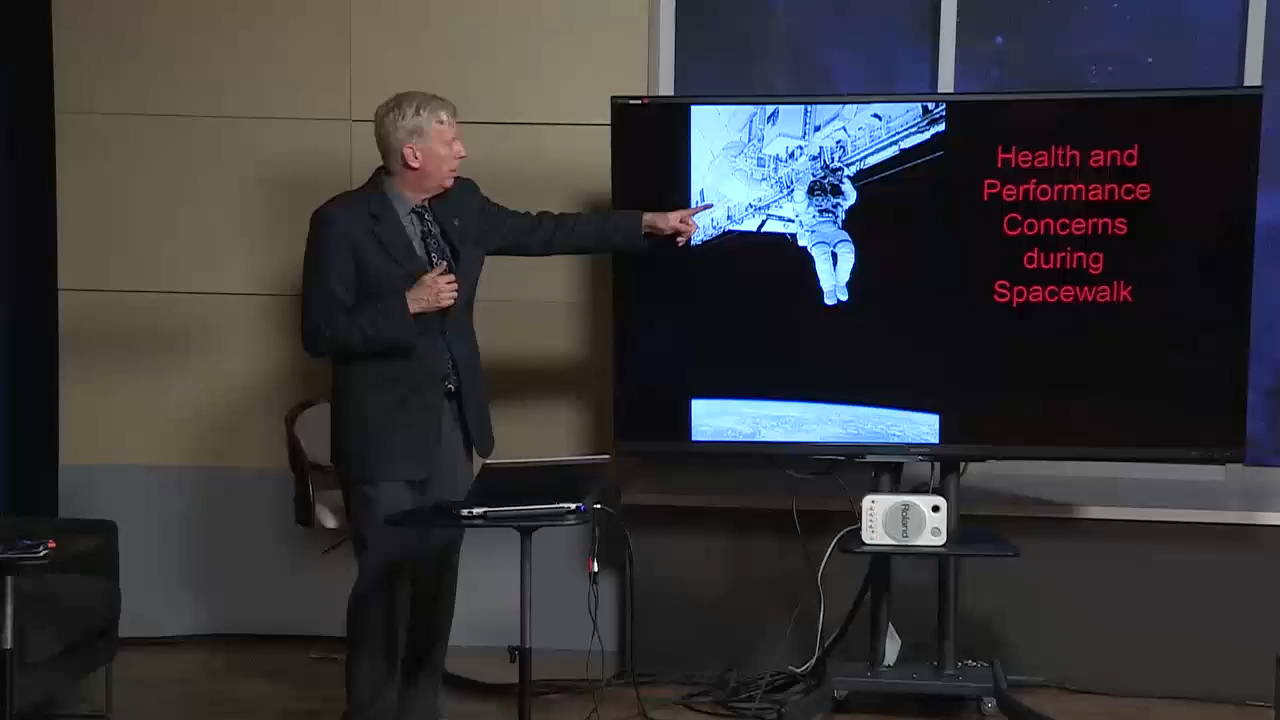 Health and
Performance
Concerns
during
Spacewalk
Roland